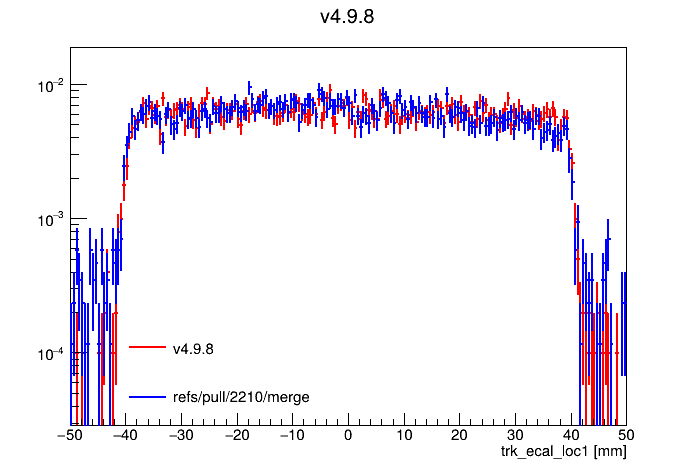 v4.9.8
10⁻²
10⁻³
10⁻⁴
v4.9.8
refs/pull/2210/merge
−50 −40 −30 −20 −10 0 10 20 30 40 50
trk_ecal_loc1 [mm]